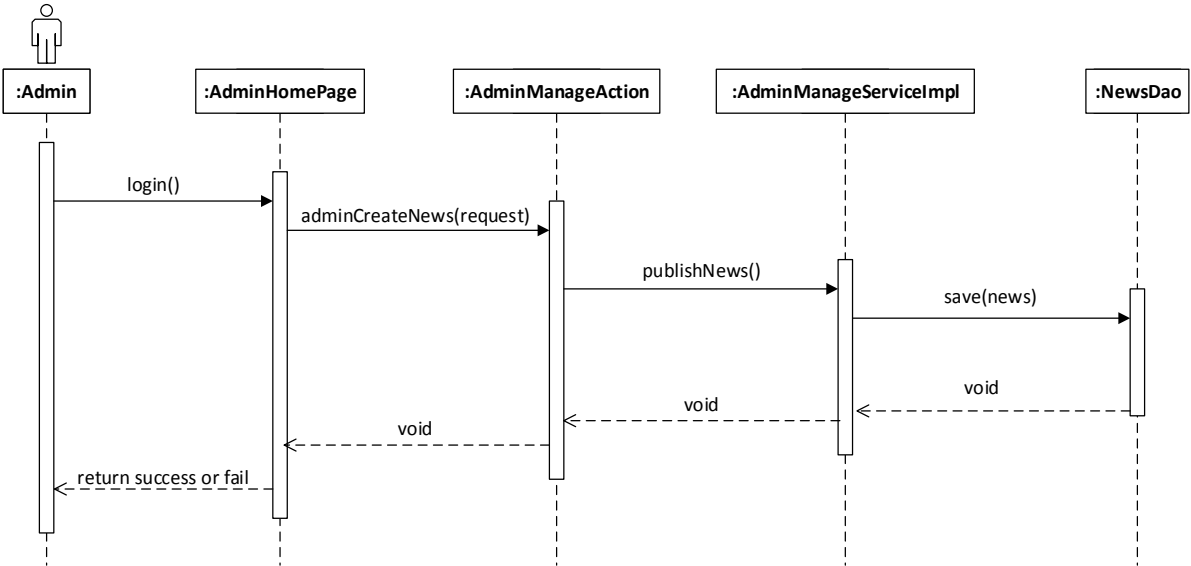 :Admin
:AdminHomePage
:AdminManageAction
:AdminManageServiceImpl
:NewsDao
login()
adminCreateNews(request)
publishNews()
save(news)
void
void
void
return success or fail